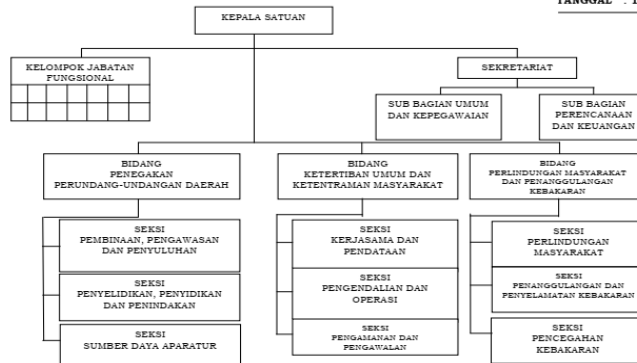 TANGGAL : 1
KEPALA SATUAN
KELOMPOK JABATAN
FUNGSIONAL
SEKRETARIAT
SUB BAGIAN UMUM
DAN KEPEGAWAIAN
SUB BAGIAN
PERENCANAAN
DAN KEUANGAN
BIDANG
PENEGAKAN
PERUNDANG-UNDANGAN DAERAH
BIDANG
KETERTIBAN UMUM DAN
KETENTRAMAN MASYARAKAT
BIDANG
PERLINDUNGAN MASYARAKAT
DAN PENANGGULANGAN
KEBAKARAN
SEKSI
PEMBINAAN, PENGAWASAN
DAN PENYULUHAN
SEKSI
KERJASAMA DAN
PENDATAAN
SEKSI
PERLINDUNGAN
MASYARAKAT
SEKSI
PENYELIDIKAN, PENYIDIKAN
DAN PENINDAKAN
SEKSI
PENGENDALIAN DAN
OPERASI
SEKSI
PENANGGULANGAN DAN
PENYELAMATAN KEBAKARAN
SEKSI
SUMBER DAYA APARATUR
SEKSI
PENGAMANAN DAN
PENGAWALAN
SEKSI
PENCEGAHAN
KEBAKARAN